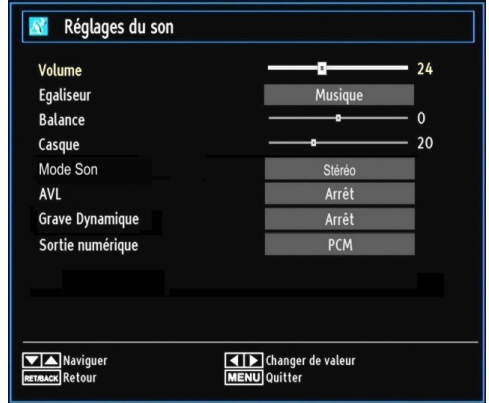 Réglages du son
Volume 24
Egaliseur Musique
Balance 0
Casque 20
Mode Son Stéréo
AVL Arrêt
Grave Dynamique Arrêt
Sortie numérique PCM
Naviguer Changer de valeur
RET/BACK Retour MENU Quitter